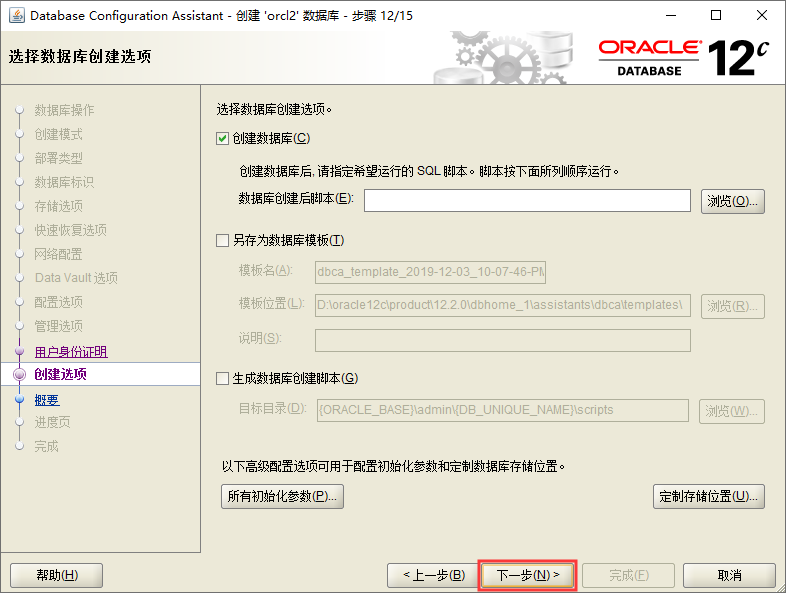 Database Configuration Assistant - 创建 'orcl2' 数据库 - 步骤 12/15
选择数据库创建选项
ORACLE®
DATABASE 12c
数据库操作
创建模式
部署类型
数据库标识
存储选项
快速恢复选项
网络配置
Data Vault 选项
配置选项
管理选项
用户身份证明
创建选项
概要
进度页
完成
选择数据库创建选项。
创建数据库(C)
创建数据库后, 请指定希望运行的 SQL 脚本。脚本按下面所列顺序运行。
数据库创建后脚本(E):
浏览(O)...
另存为数据库模板(T)
模板名(A):
dbca_template_2019-12-03_10-07-46-PM
模板位置(L):
D:\oracle12c\product\12.2.0\dbhome_1\assistants\dbca\templates\
浏览(R)...
说明(S):
生成数据库创建脚本(G)
目标目录(D):
{ORACLE_BASE}\admin\{DB_UNIQUE_NAME}\scripts
浏览(W)...
以下高级配置选项可用于配置初始化参数和定制数据库存储位置。
所有初始化参数(P)...
定制存储位置(U)...
帮助(H)
< 上一步(B)
下一步(N) >
完成(F)
取消